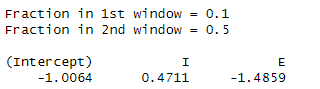 Fraction in 1st window = 0.1
Fraction in 2nd window = 0.5
(Intercept) I E
-1.0064 0.4711 -1.4859